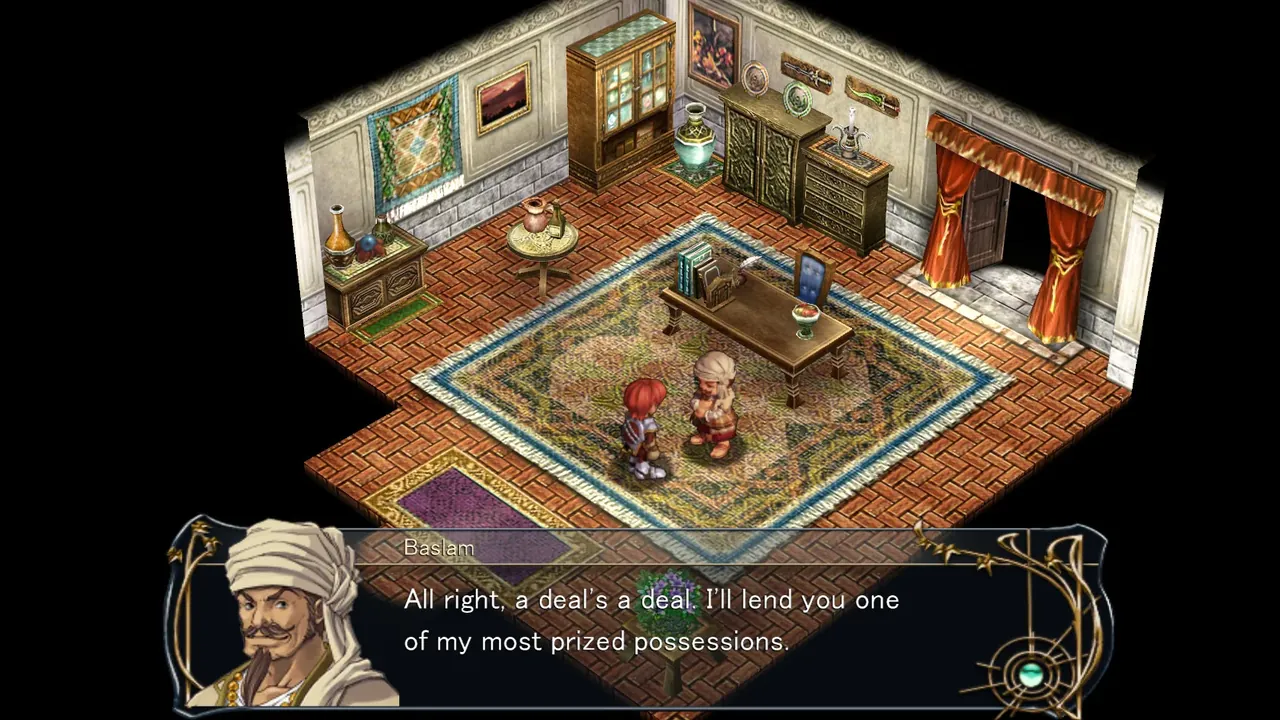 Baslam
All right, a deal's a deal. I'll lend you one
of my most prized possessions.